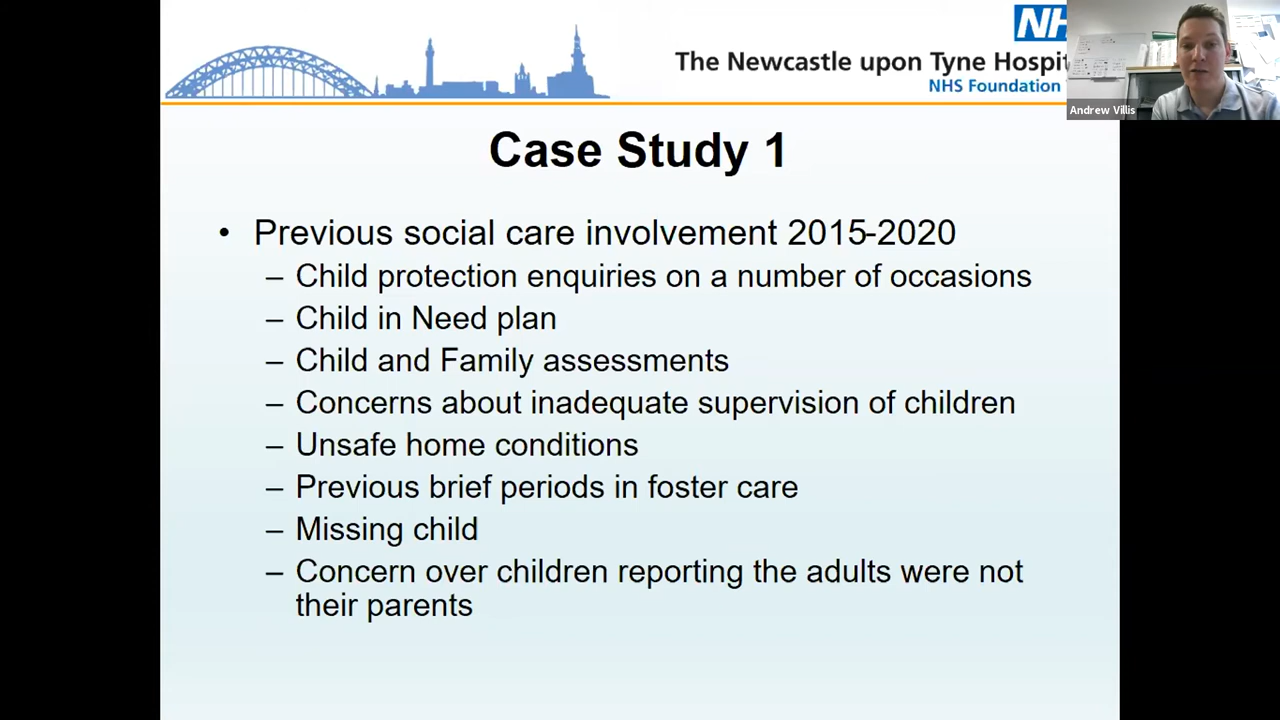 NH
The Newcastle upon Tyne Hospit
NHS Foundation
Andrew Villis
Case Study 1
• Previous social care involvement 2015-2020
– Child protection enquiries on a number of occasions
– Child in Need plan
– Child and Family assessments
– Concerns about inadequate supervision of children
– Unsafe home conditions
– Previous brief periods in foster care
– Missing child
– Concern over children reporting the adults were not
their parents